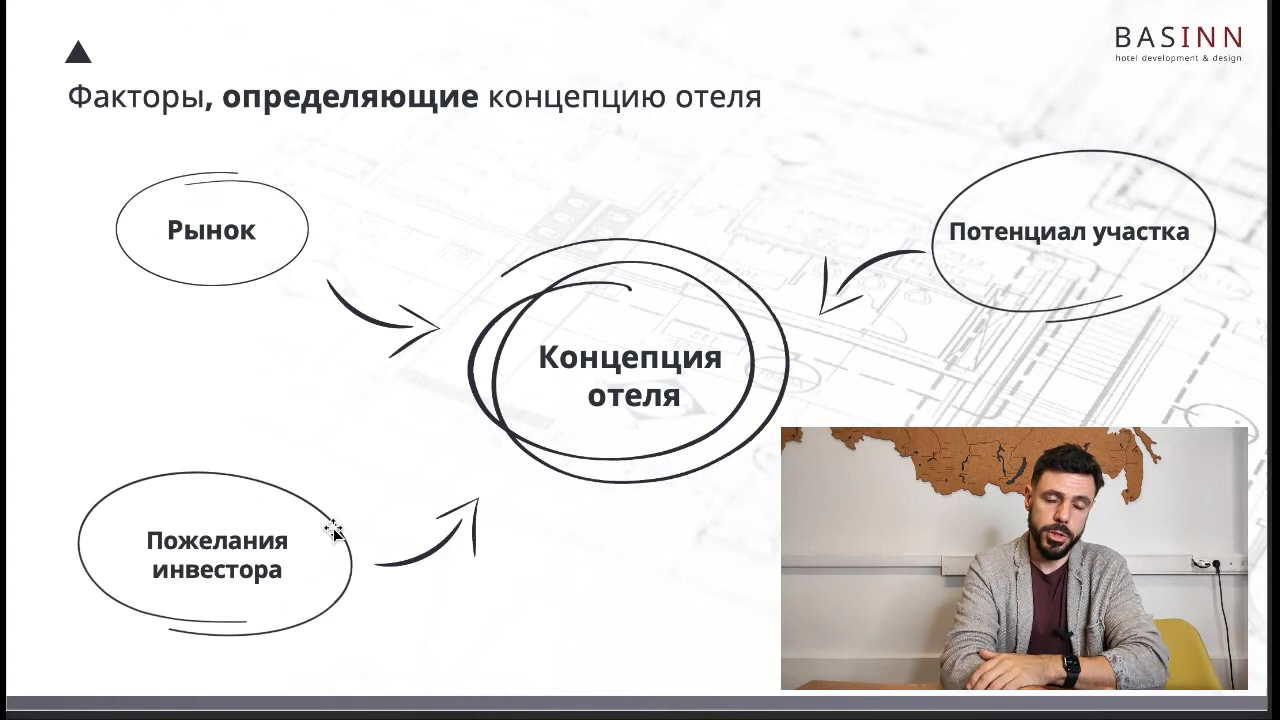 BASINN
hotel development & design
Факторы, определяющие концепцию отеля
Рынок
Потенциал участка
Концепция
отеля
Пожелания
инвестора